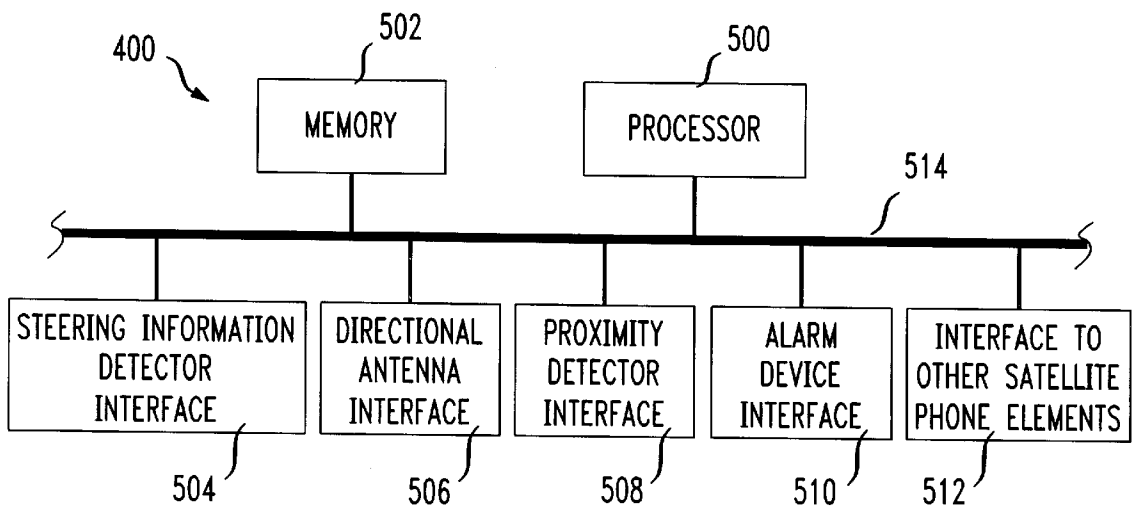 400
502
500
MEMORY
PROCESSOR
514
STEERING INFORMATION
DETECTOR
INTERFACE
DIRECTIONAL
ANTENNA
INTERFACE
PROXIMITY
DETECTOR
INTERFACE
ALARM
DEVICE
INTERFACE
INTERFACE TO
OTHER SATELLITE
PHONE ELEMENTS
504
506
508
510
512